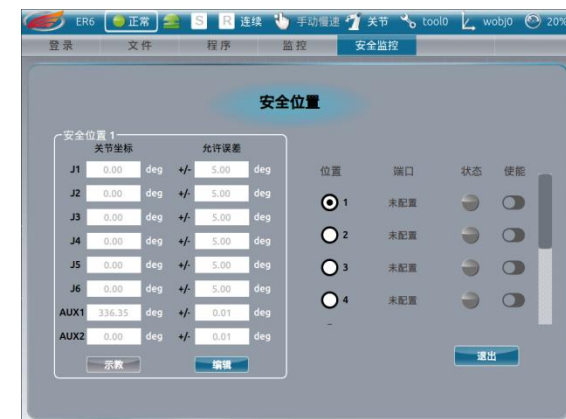 ER6 正常 S R 连续 手动慢速 关节 tool0 wobj0 20%
登录 文件 程序 监控 安全监控
安全位置
安全位置 1
关节坐标 允许误差
J1 0.00 deg +/- 5.00 deg
J2 0.00 deg +/- 5.00 deg
J3 0.00 deg +/- 5.00 deg
J4 0.00 deg +/- 5.00 deg
J5 0.00 deg +/- 5.00 deg
J6 0.00 deg +/- 5.00 deg
AUX1 336.35 deg +/- 0.01 deg
AUX2 0.00 deg +/- 0.01 deg
示教 编辑
位置 端口 状态 使能
1 未配置
2 未配置
3 未配置
4 未配置
退出